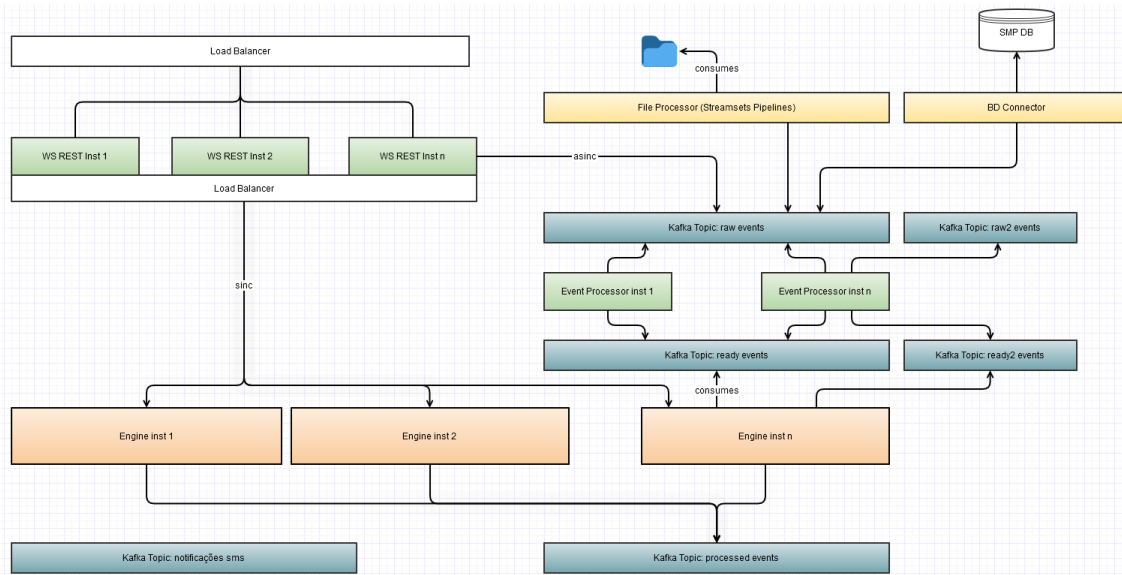 SMP DB
Load Balancer
consumes
File Processor (Streamsets Pipelines)
BD Connector
WS REST Inst 1
WS REST Inst 2
WS REST Inst n
asinc
Load Balancer
Kafka Topic: raw events
Kafka Topic: raw2 events
sinc
Event Processor inst 1
Event Processor inst n
Kafka Topic: ready events
Kafka Topic: ready2 events
consumes
Engine inst 1
Engine inst 2
Engine inst n
Kafka Topic: notificações sms
Kafka Topic: processed events